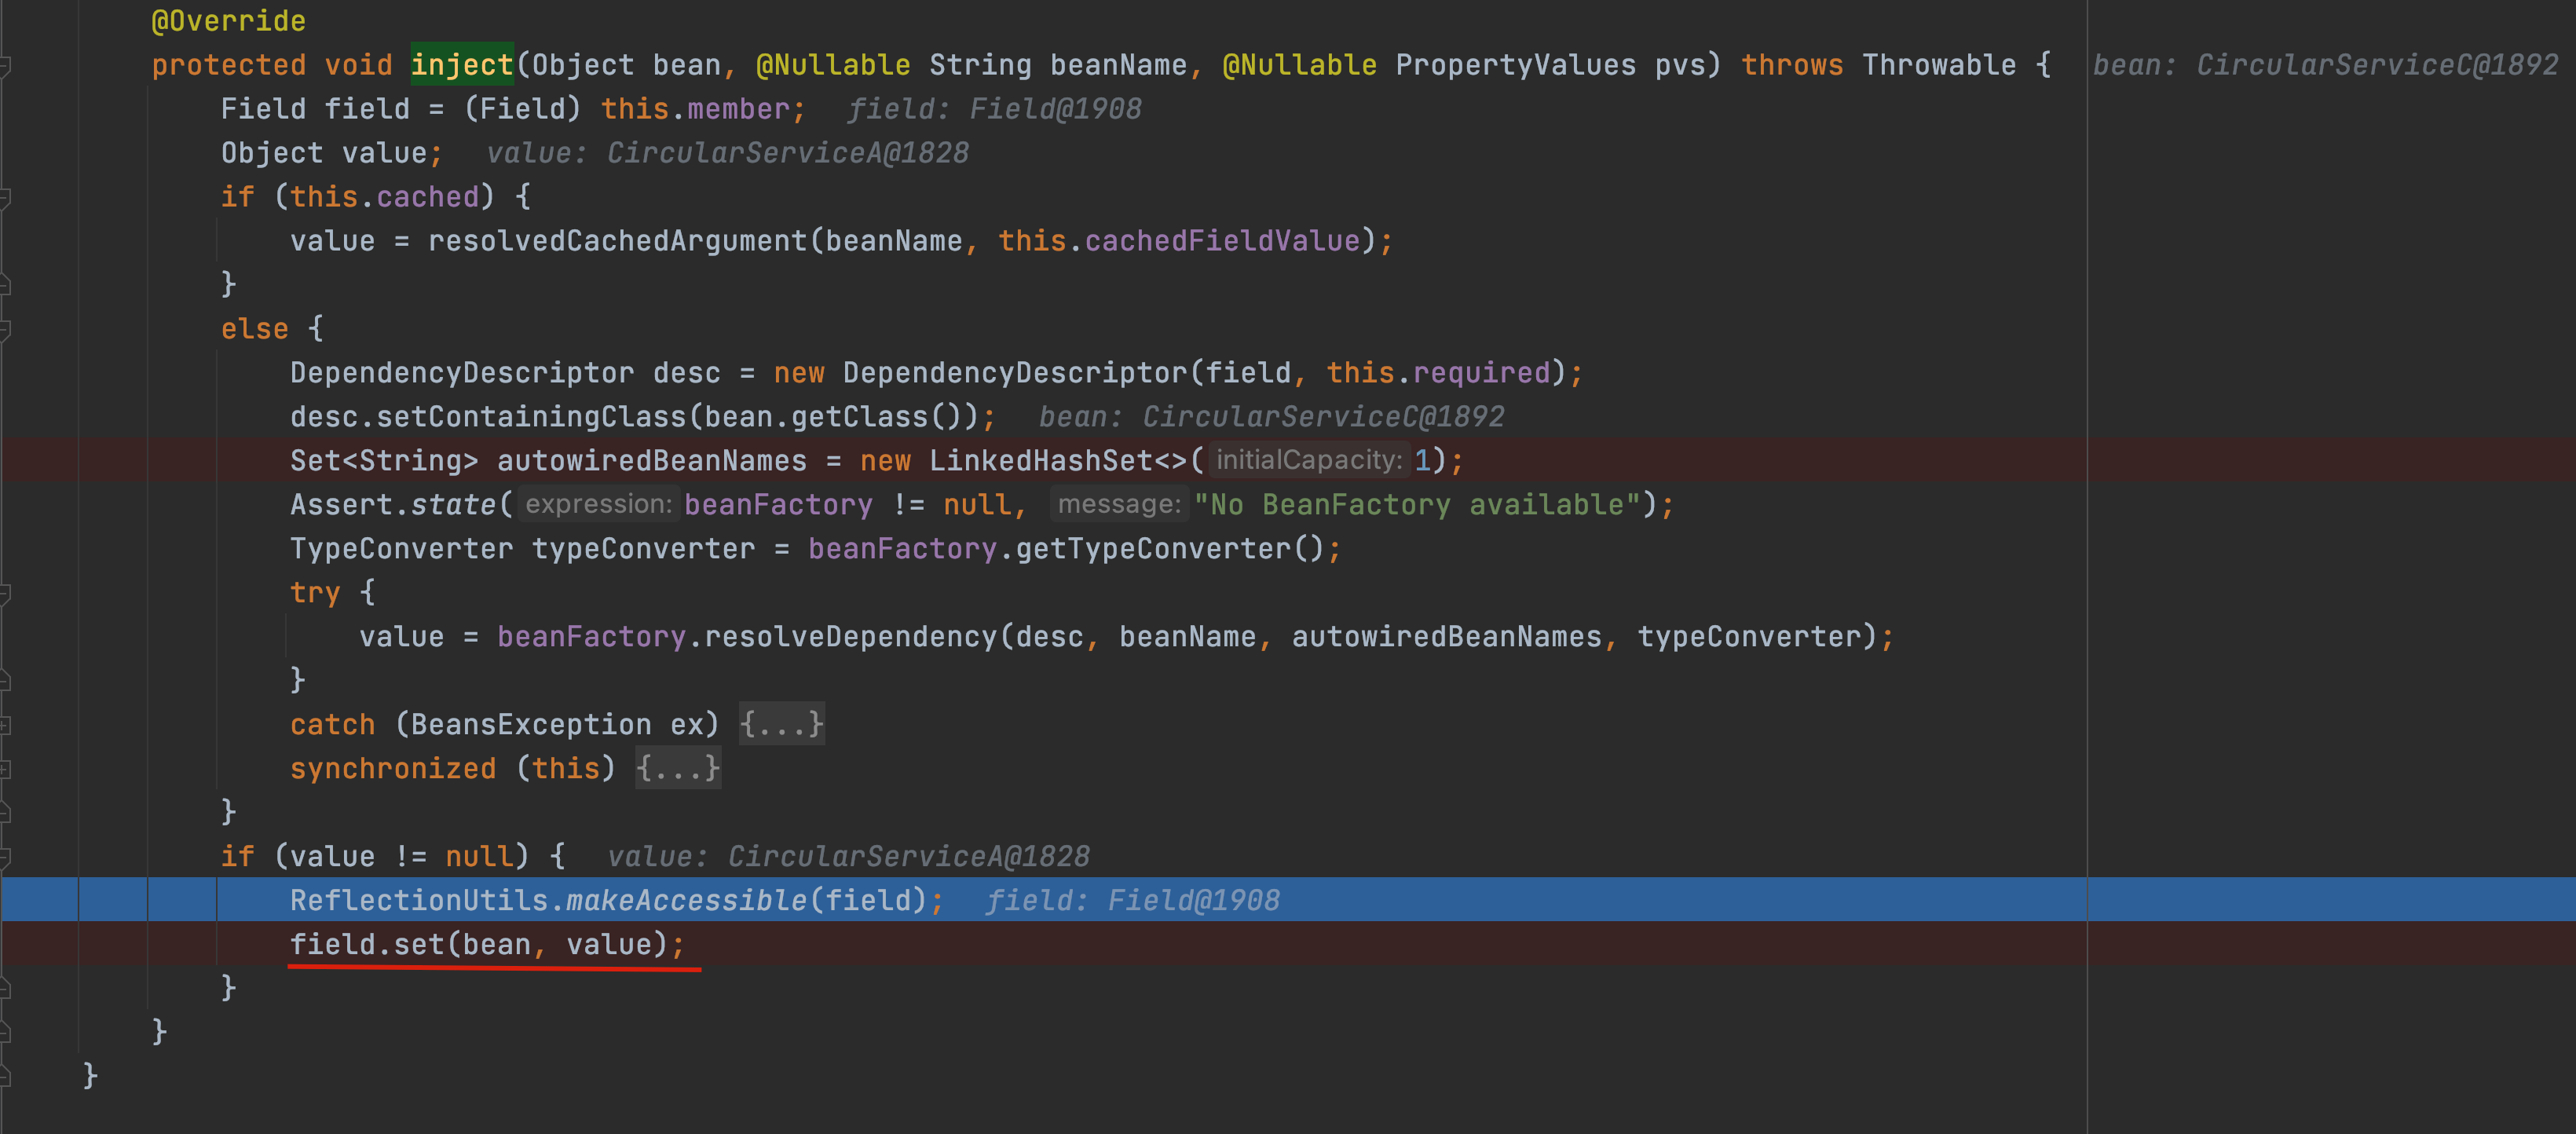 @Override
protected void inject(Object bean, @Nullable String beanName, @Nullable PropertyValues pvs) throws Throwable {   bean: CircularServiceC@1892
Field field = (Field) this.member;   field: Field@1908
Object value;   value: CircularServiceA@1828
if (this.cached) {
value = resolvedCachedArgument(beanName, this.cachedFieldValue);
}
else {
DependencyDescriptor desc = new DependencyDescriptor(field, this.required);
desc.setContainingClass(bean.getClass());   bean: CircularServiceC@1892
Set<String> autowiredBeanNames = new LinkedHashSet<>( initialCapacity: 1);
Assert.state( expression: beanFactory != null, message: "No BeanFactory available");
TypeConverter typeConverter = beanFactory.getTypeConverter();
try {
value = beanFactory.resolveDependency(desc, beanName, autowiredBeanNames, typeConverter);
}
catch (BeansException ex) {...}
synchronized (this) {...}
}
if (value != null) {   value: CircularServiceA@1828
ReflectionUtils.makeAccessible(field);   field: Field@1908
field.set(bean, value);
}
}
}